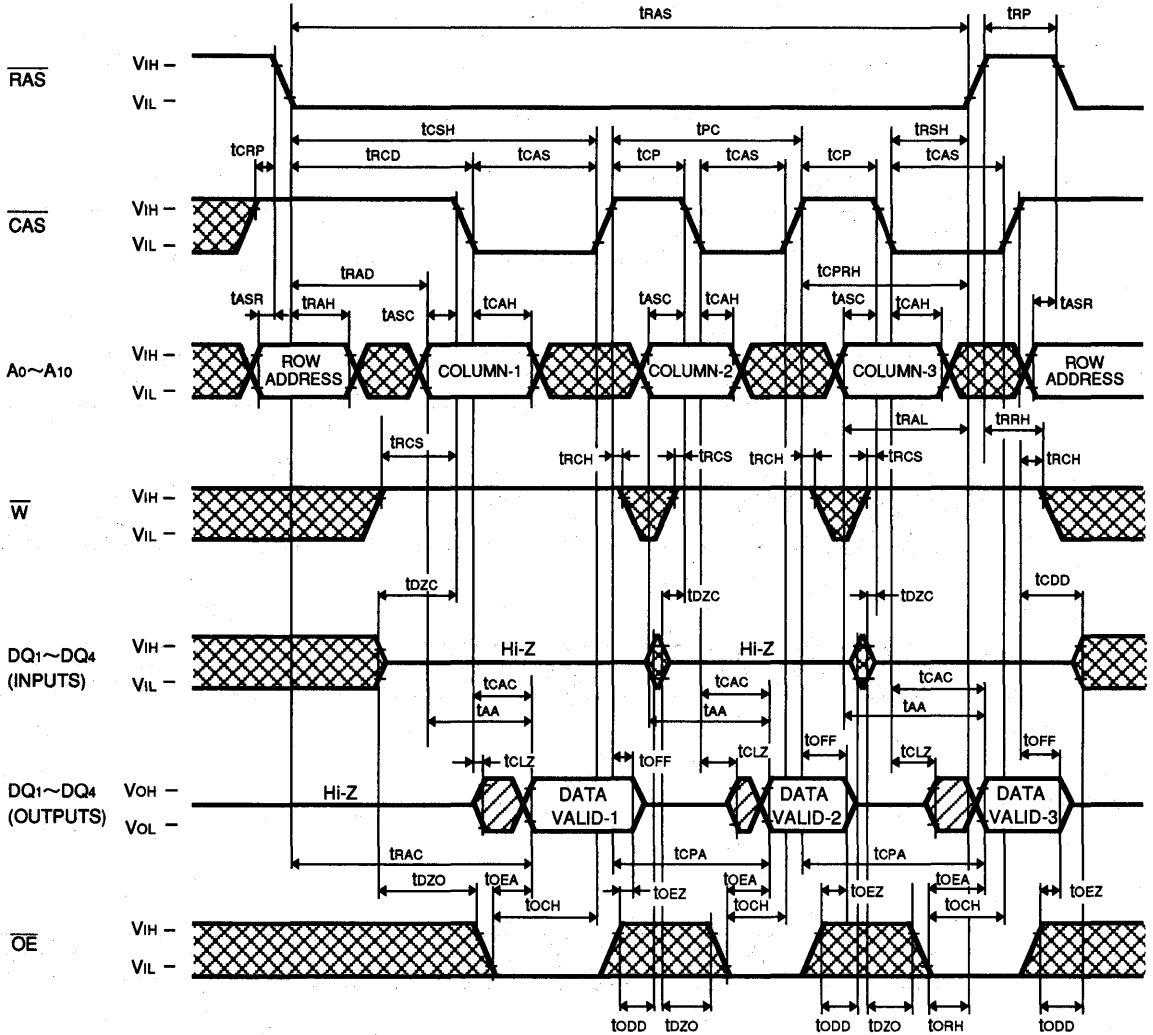 tRAS tRP
VIH
RAS
VIL
tCSH tPC tRSH
tCRP tRCD tCAS tCP tCAS tCP tCAS
VIH
CAS
VIL
tRAD tCPRH
tASR tRAH tASC tCAH tASC tCAH tASC tCAH tASR
VIH
A0~A10 ROW ADDRESS COLUMN-1 COLUMN-2 COLUMN-3 ROW ADDRESS
VIL
tRAL tRRH
tRCS tRCH tRCS tRCH tRCS tRCH
VIH
W
VIL
tDZC tDZC tDZC tCDD
VIH
DQ1~DQ4 Hi-Z Hi-Z
(INPUTS) VIL
tCAC tCAC tCAC
tAA tAA tAA
tCLZ tOFF tCLZ tOFF tCLZ tOFF
DQ1~DQ4 VOH Hi-Z DATA DATA DATA
(OUTPUTS) VOL VALID-1 VALID-2 VALID-3
tRAC tCPA tCPA
tDZO tOEA tOEZ tOEA tOEZ tOEA tOEZ
tOCH tOCH tOCH
VIH
OE
VIL
tODD tDZO tODD tDZO tORH tODD